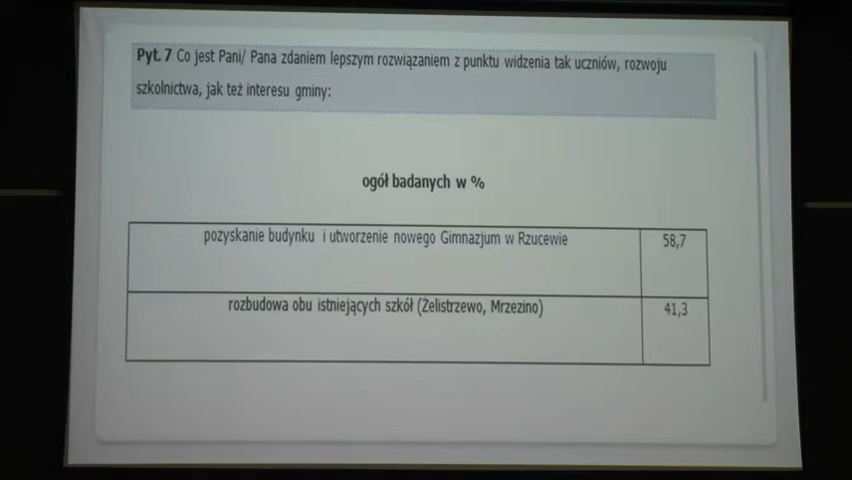 Pyt. 7 Co jest Pani/ Pana zdaniem lepszym rozwiązaniem z punktu widzenia tak uczniów, rozwoju
szkolnictwa, jak też interesu gminy:
ogół badanych w %
pozyskanie budynku i utworzenie nowego Gimnazjum w Rzucewie 58,7
rozbudowa obu istniejących szkół (Żelistrzewo, Mrzezino) 41,3